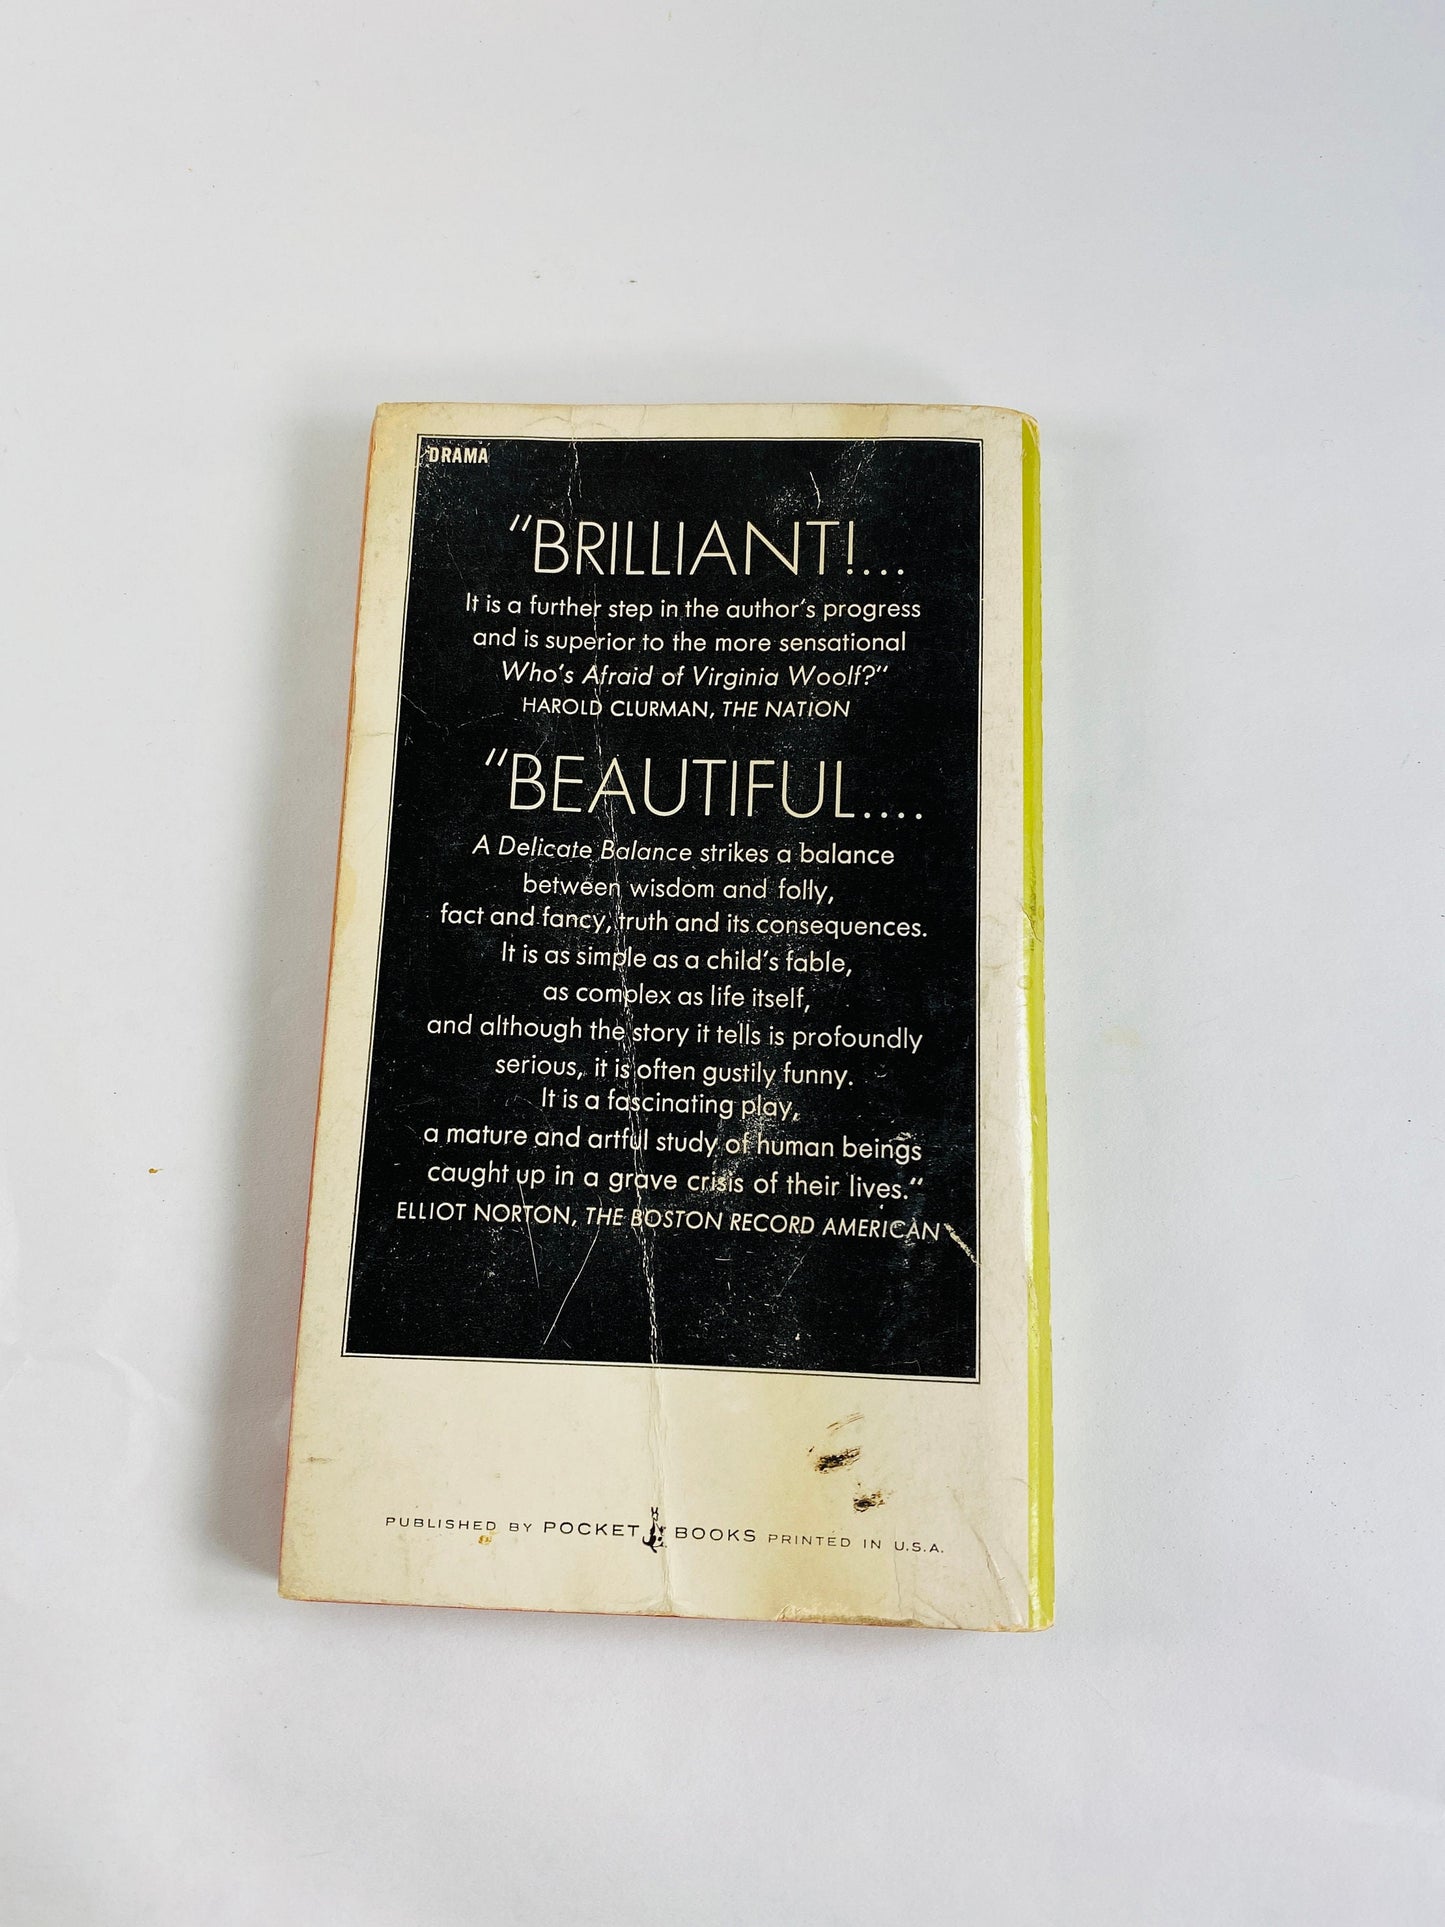 DRAMA
"BRILLIANT!...
It is a further step in the author's progress
and is superior to the more sensational
Who's Afraid of Virginia Woolf?"
HAROLD CLURMAN, THE NATION
"BEAUTIFUL....
A Delicate Balance strikes a balance
between wisdom and folly,
fact and fancy, truth and its consequences.
It is as simple as a child's fable,
as complex as life itself,
and although the story it tells is profoundly
serious, it is often gustily funny.
It is a fascinating play,
a mature and artful study of human beings
caught up in a grave crisis of their lives."
ELLIOT NORTON, THE BOSTON RECORD AMERICAN
PUBLISHED BY POCKET BOOKS PRINTED IN U.S.A.